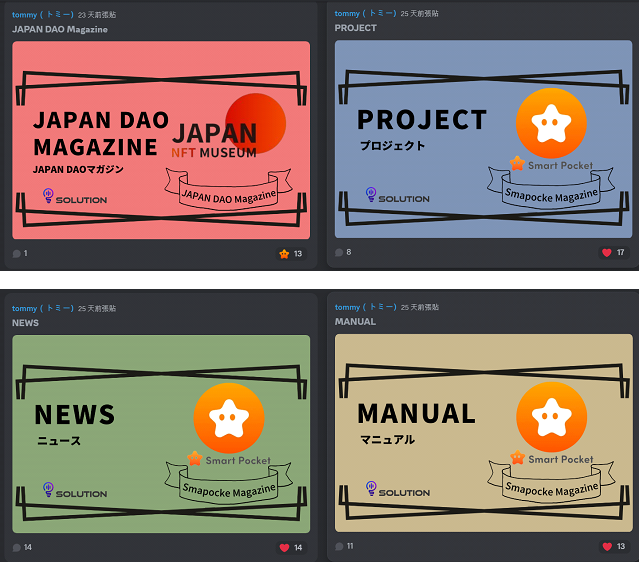 tommy ( トミー) 23 天前張貼
JAPAN DAO Magazine
JAPAN DAO
MAGAZINE
JAPAN DAOマガジン
JAPAN
NFT MUSEUM
JAPAN DAO Magazine
SOLUTION
1
13
tommy ( トミー) 25 天前張貼
PROJECT
PROJECT
プロジェクト
Smart Pocket
Smapocke Magazine
SOLUTION
8
17
tommy ( トミー) 25 天前張貼
NEWS
NEWS
ニュース
Smart Pocket
Smapocke Magazine
SOLUTION
14
14
tommy ( トミー) 25 天前張貼
MANUAL
MANUAL
マニュアル
Smart Pocket
Smapocke Magazine
SOLUTION
11
13